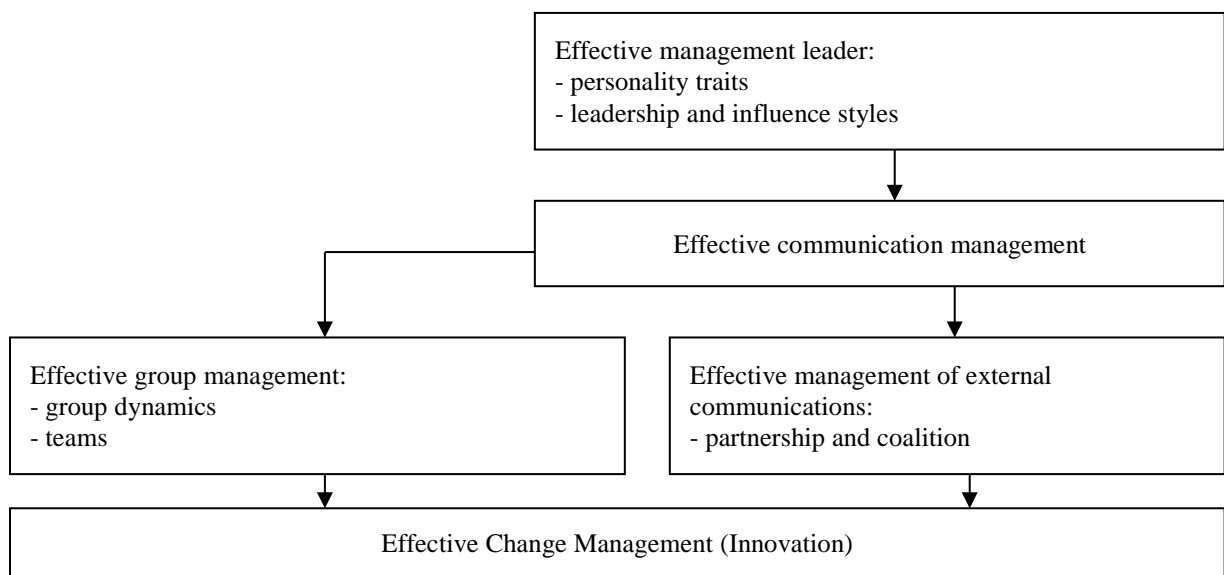 Effective management leader:
- personality traits
- leadership and influence styles
Effective communication management
Effective group management:
- group dynamics
- teams
Effective management of external
communications:
- partnership and coalition
Effective Change Management (Innovation)